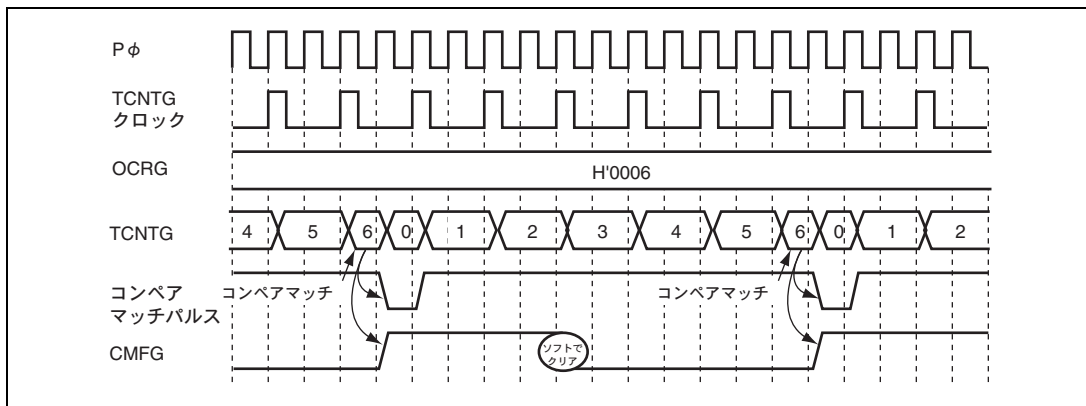 Pφ
TCNTG
クロック
OCRG
H'0006
TCNTG
4 5 6 0 1 2 3 4 5 6 0 1 2
コンペア
マッチパルス
コンペアマッチ
コンペアマッチ
CMFG
ソフトで
クリア